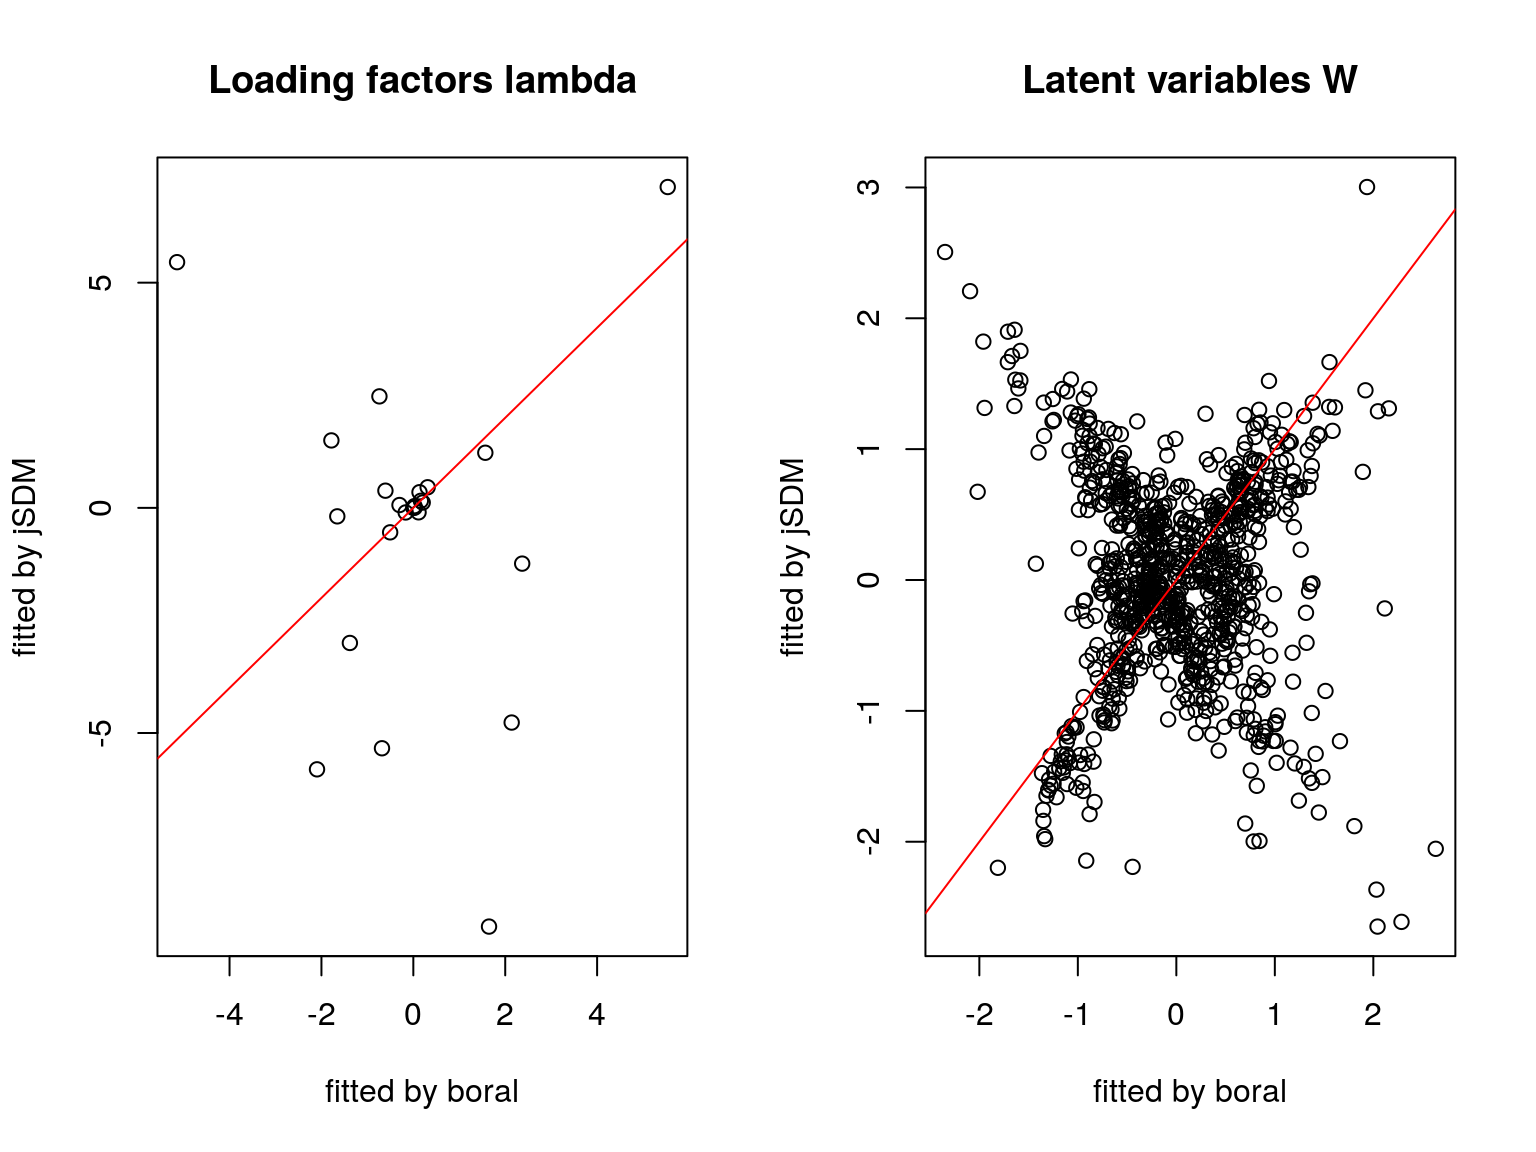 Loading factors lambda
fitted by jSDM
5
0
-5
-4 -2 0 2 4
fitted by boral
Latent variables W
fitted by jSDM
3
2
1
0
-1
-2
-2 -1 0 1 2
fitted by boral